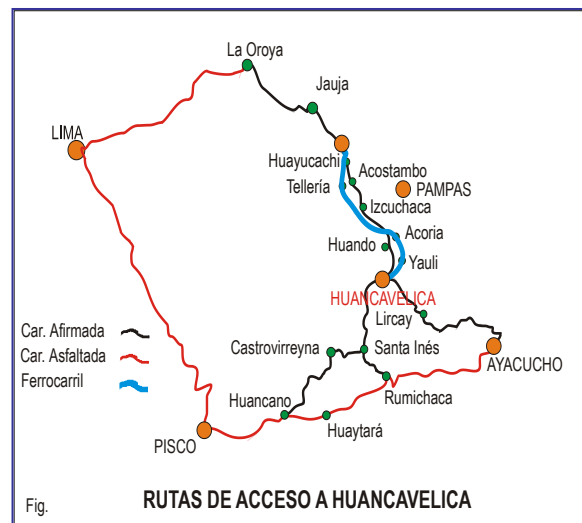 La Oroya
Jauja
LIMA
Huayucachi
Acostambo
Tellería
PAMPAS
Izcuchaca
Acoria
Huando
Yauli
HUANCAVELICA
Lircay
Car. Afirmada
Car. Asfaltada
Ferrocarril
Castrovirreyna
Santa Inés
AYACUCHO
Huancano
Rumichaca
Huaytará
PISCO
Fig.
RUTAS DE ACCESO A HUANCAVELICA